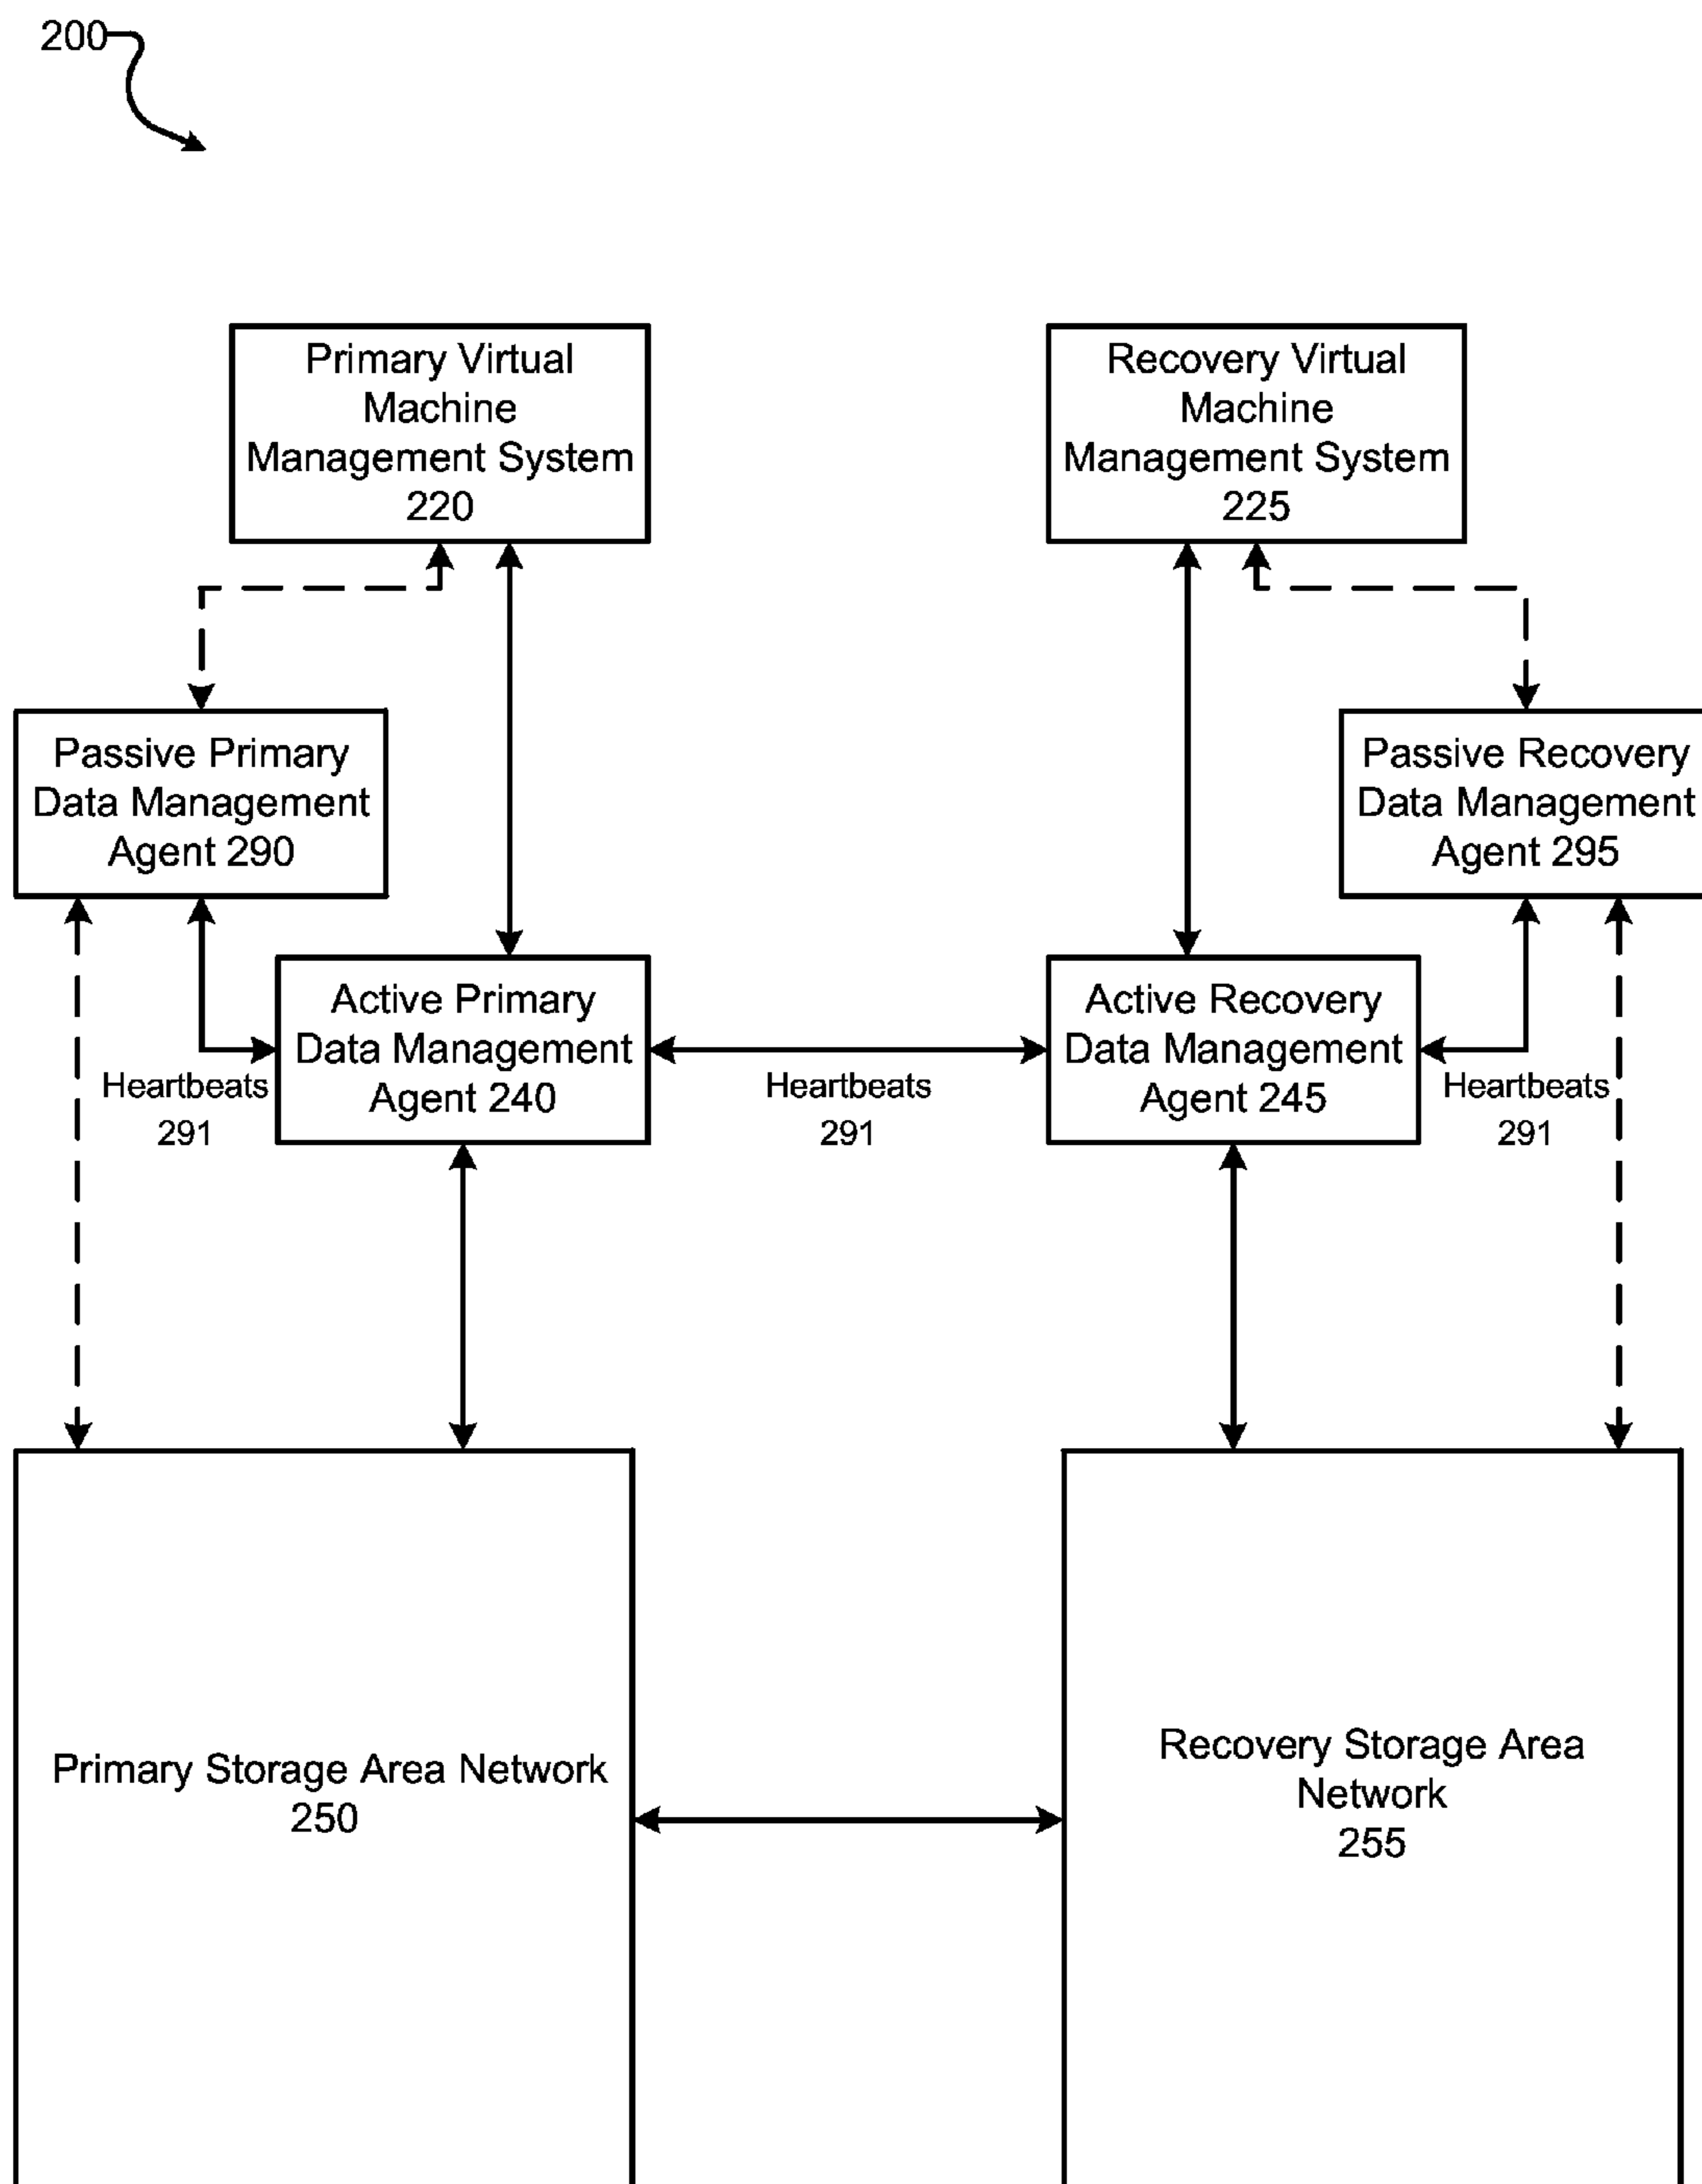 200
Primary Virtual
Machine
Management System
220
Recovery Virtual
Machine
Management System
225
Passive Primary
Data Management
Agent 290
Passive Recovery
Data Management
Agent 295
Active Primary
Data Management
Agent 240
Active Recovery
Data Management
Agent 245
Heartbeats
291
Heartbeats
291
Heartbeats
291
Primary Storage Area Network
250
Recovery Storage Area
Network
255